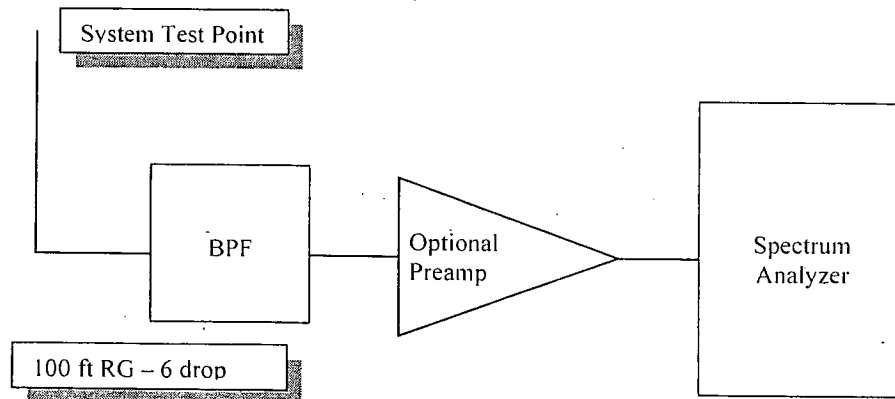 System Test Point
BPF
Optional
Preamp
Spectrum
Analyzer
100 ft RG – 6 drop